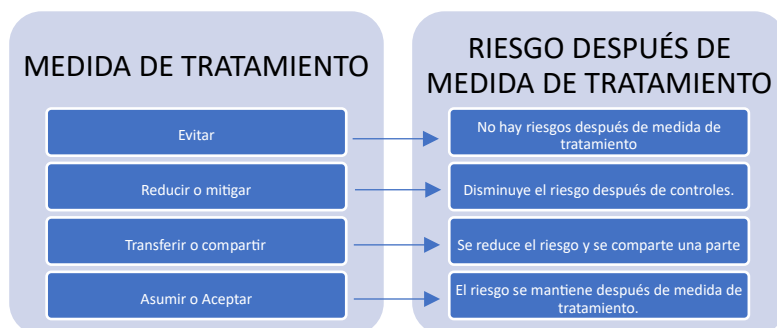 MEDIDA DE TRATAMIENTO
RIESGO DESPUÉS DE
MEDIDA DE TRATAMIENTO
Evitar
No hay riesgos después de medida de
tratamiento
Reducir o mitigar
Disminuye el riesgo después de controles.
Transferir o compartir
Se reduce el riesgo y se comparte una parte
Asumir o Aceptar
El riesgo se mantiene después de medida de
tratamiento.